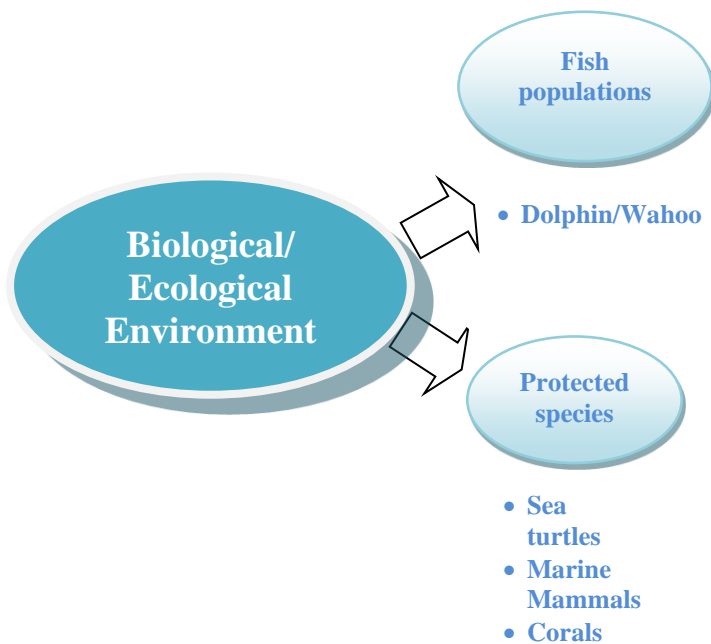 Fish
populations
• Dolphin/Wahoo
Biological/
Ecological
Environment
Protected
species
• Sea
turtles
• Marine
Mammals
• Corals